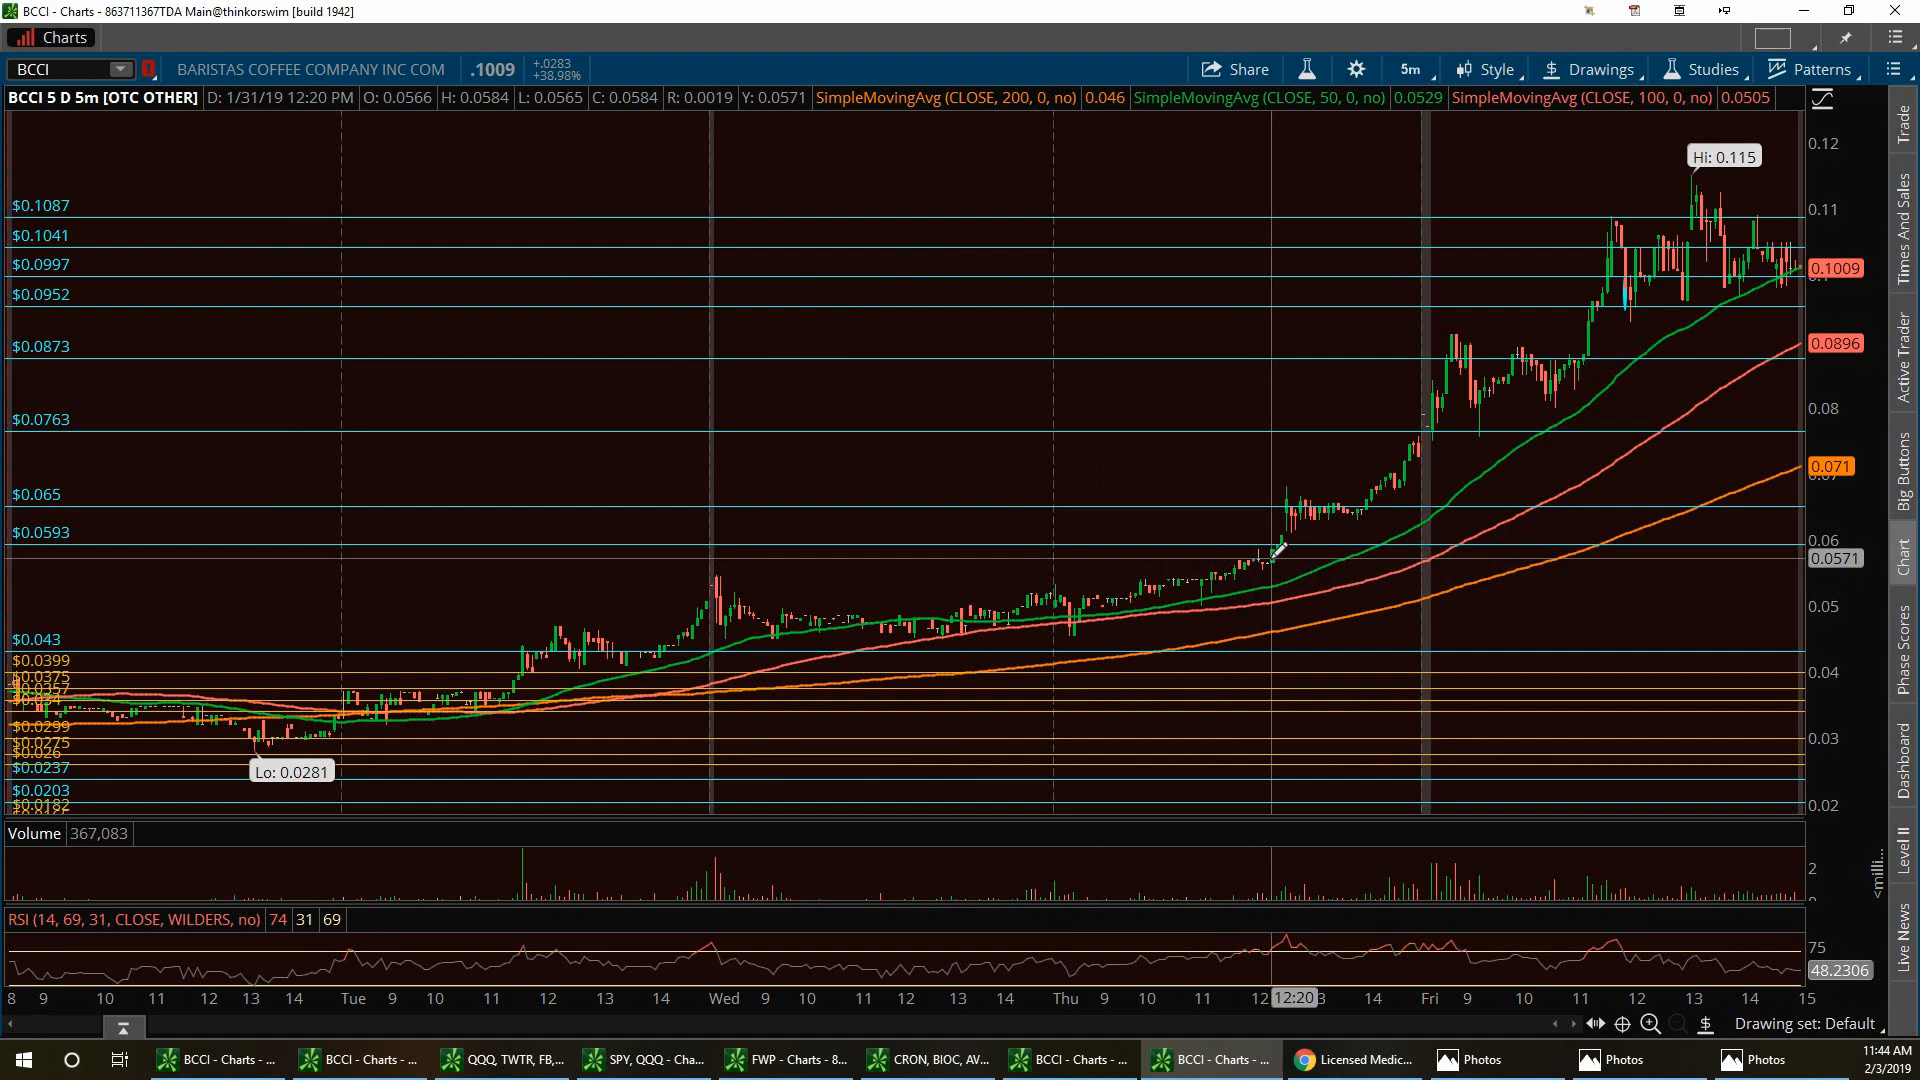 BCCI - Charts - 863711367TDA Main@thinkorswim [build 1942]
Charts
BCCI 1 BARISTAS COFFEE COMPANY INC COM .1009 +.0283 +38.98% Share 5m Style Drawings Studies Patterns
BCCI 5 D 5m [OTC OTHER] D: 1/31/19 12:20 PM O: 0.0566 H: 0.0584 L: 0.0565 C: 0.0584 R: 0.0019 Y: 0.0571 SimpleMovingAvg (CLOSE, 200, 0, no) 0.046 SimpleMovingAvg (CLOSE, 50, 0, no) 0.0529 SimpleMovingAvg (CLOSE, 100, 0, no) 0.0505
0.12
Hi: 0.115
$0.1087
0.11
$0.1041
$0.0997
0.1009
$0.0952
$0.0873
0.0896
0.08
$0.0763
0.071
$0.065
$0.0593
0.06
0.0571
0.05
$0.043
$0.0399
0.04
$0.0375
$0.0357
$0.0299
0.03
$0.0275
$0.026
$0.0237
Lo: 0.0281
$0.0203
$0.0182
0.02
Trade
Times And Sales
Active Trader
Big Buttons
Chart
Phase Scores
Dashboard
Level II
Live News
Volume 367,083
2
<milli...
RSI (14, 69, 31, CLOSE, WILDERS, no) 74 31 69
75
48.2306
8 9 10 11 12 13 14 Tue 9 10 11 12 13 14 Wed 9 10 11 12 13 14 Thu 9 10 11 12 12:20 3 14 Fri 9 10 11 12 13 14 15
Drawing set: Default
BCCI - Charts - ... BCCI - Charts - ... QQQ, TWTR, FB,... SPY, QQQ - Cha... FWP - Charts - 8... CRON, BIOC, AV... BCCI - Charts - ... BCCI - Charts - ... Licensed Medic... Photos Photos Photos
11:44 AM
2/3/2019